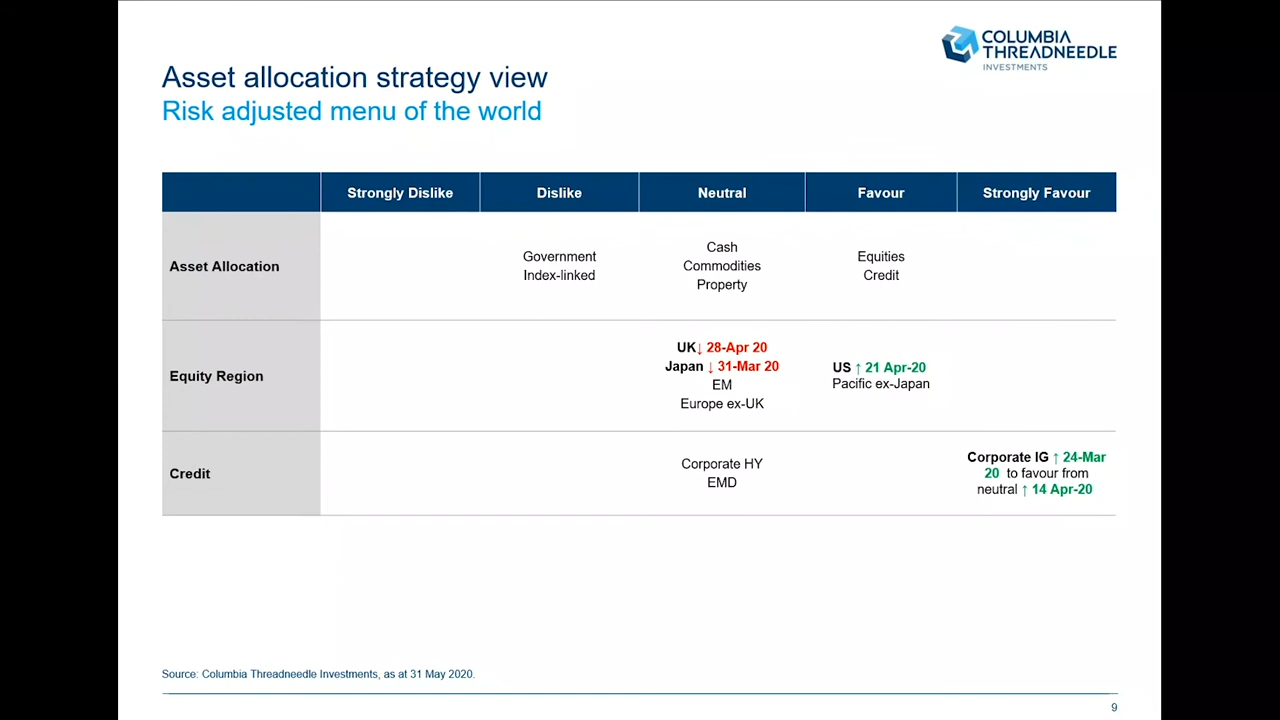 COLUMBIA
THREADNEEDLE
INVESTMENTS
Asset allocation strategy view
Risk adjusted menu of the world
Strongly Dislike
Dislike
Neutral
Favour
Strongly Favour
Asset Allocation
Government
Index-linked
Cash
Commodities
Property
Equities
Credit
Equity Region
UK↓ 28-Apr 20
Japan ↓ 31-Mar 20
EM
Europe ex-UK
US ↑ 21 Apr-20
Pacific ex-Japan
Credit
Corporate HY
EMD
Corporate IG ↑ 24-Mar
20 to favour from
neutral ↑ 14 Apr-20
Source: Columbia Threadneedle Investments, as at 31 May 2020.
9